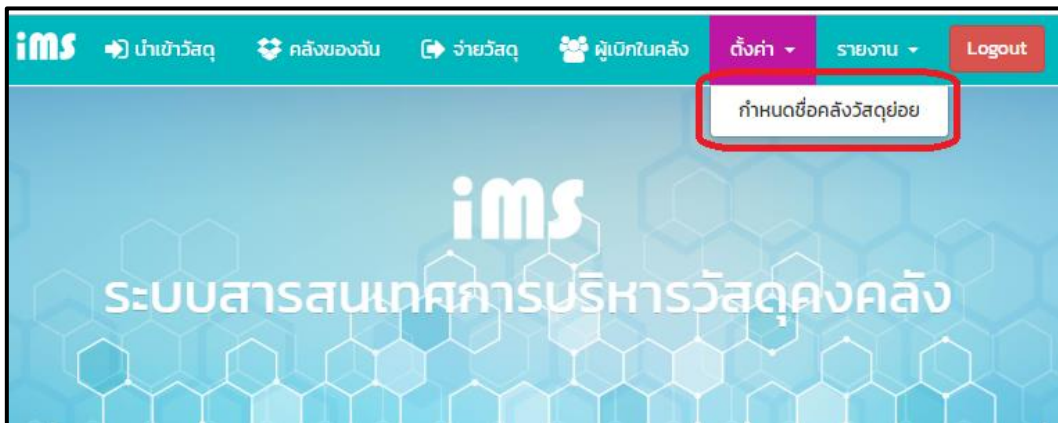 ims นำเข้าวัสดุ คลังของฉัน จ่ายวัสดุ ผู้เบิกในคลัง ตั้งค่า รายงาน Logout
กำหนดชื่อคลังวัสดุย่อย
ims
ระบบสารสนเทศการบริหารวัสดุคงคลัง